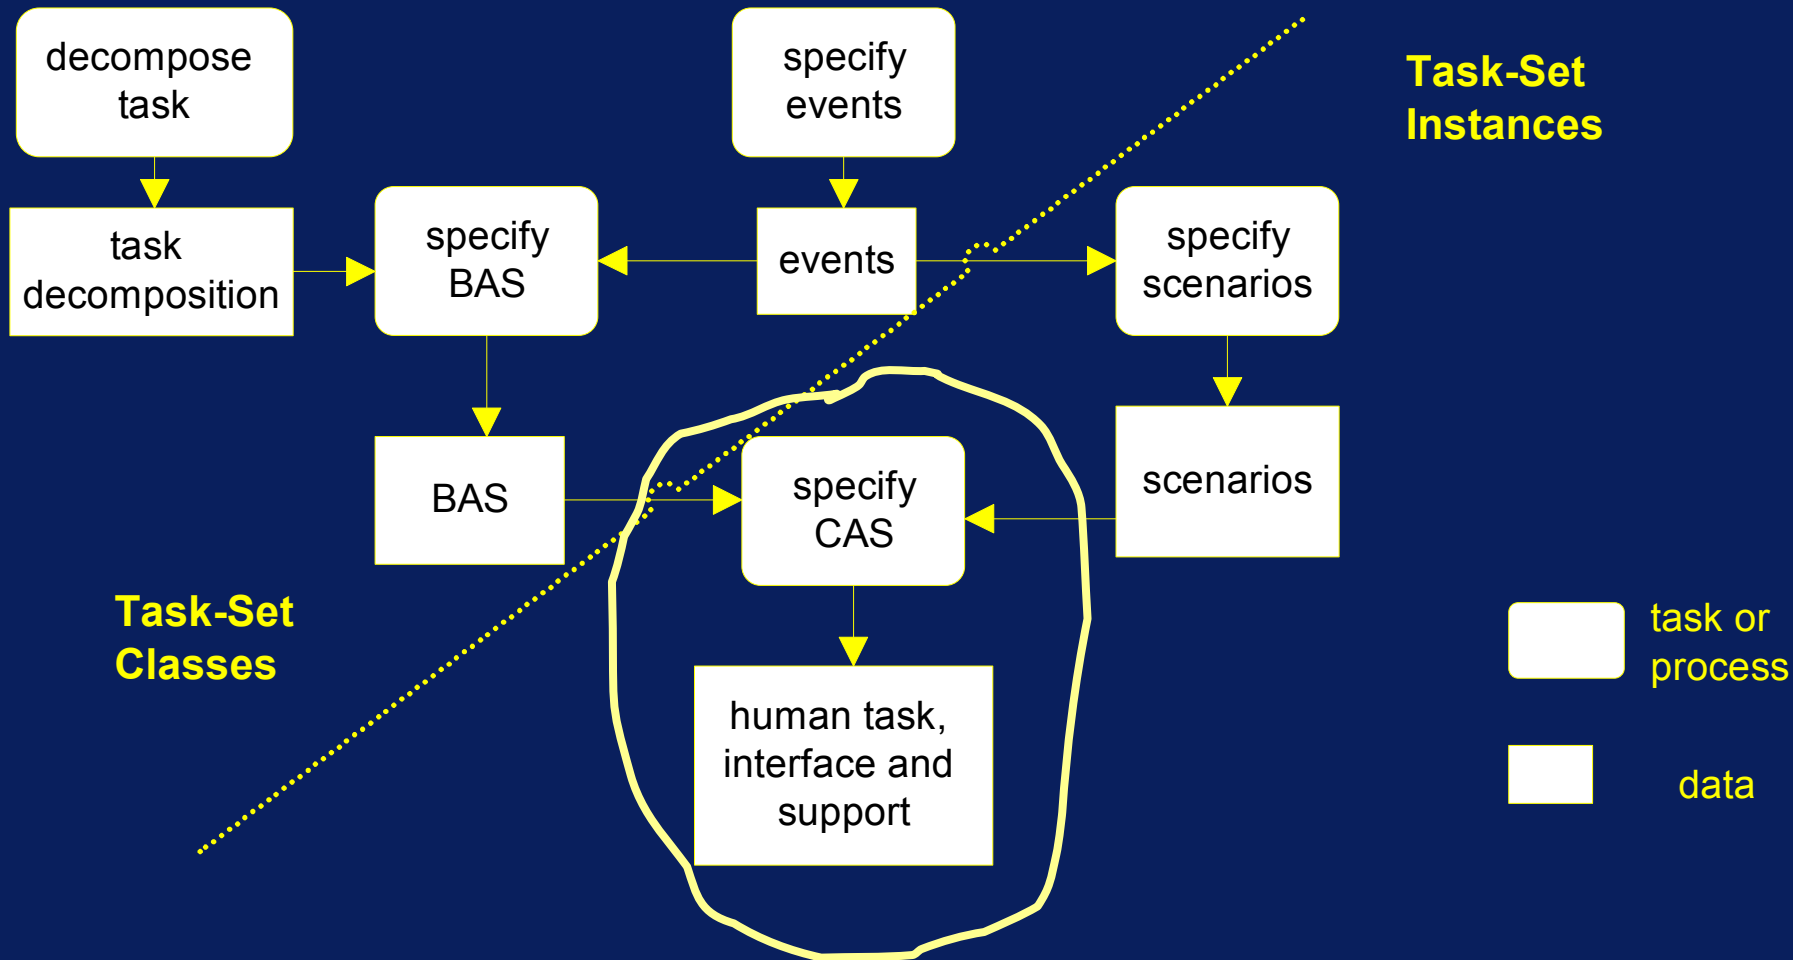 decompose
task
specify
events
Task-Set
Instances
task
decomposition
specify
BAS
events
specify
scenarios
BAS
specify
CAS
scenarios
Task-Set
Classes
human task,
interface and
support
task or
process
data